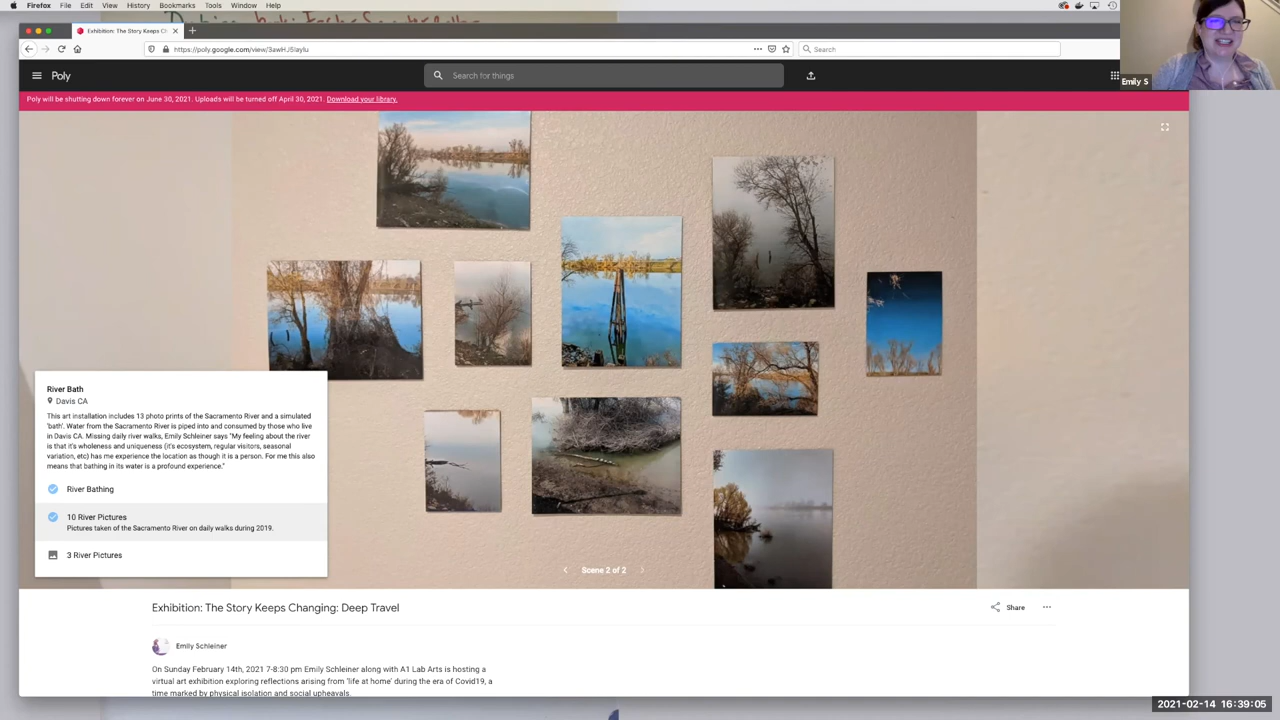 Firefox File Edit View History Bookmarks Tools Window Help
Exhibition: The Story Keeps C
https://poly.google.com/view/3awHJ5Iaylu
Search
Poly
Search for things
Emily S
Poly will be shutting down forever on June 30, 2021. Uploads will be turned off April 30, 2021. Download your library.
River Bath
Davis CA
This art installation includes 13 photo prints of the Sacramento River and a simulated
'bath'. Water from the Sacramento River is piped into and consumed by those who live
in Davis CA. Missing daily river walks, Emily Schleiner says "My feeling about the river
is that it's wholeness and uniqueness (it's ecosystem, regular visitors, seasonal
variation, etc) has me experience the location as though it is a person. For me this also
means that bathing in its water is a profound experience."
River Bathing
10 River Pictures
Pictures taken of the Sacramento River on daily walks during 2019.
3 River Pictures
Scene 2 of 2
Exhibition: The Story Keeps Changing: Deep Travel
Share
Emily Schleiner
On Sunday February 14th, 2021 7-8:30 pm Emily Schleiner along with A1 Lab Arts is hosting a
virtual art exhibition exploring reflections arising from 'life at home' during the era of Covid19, a
time marked by physical isolation and social upheavals.
2021-02-14 16:39:05